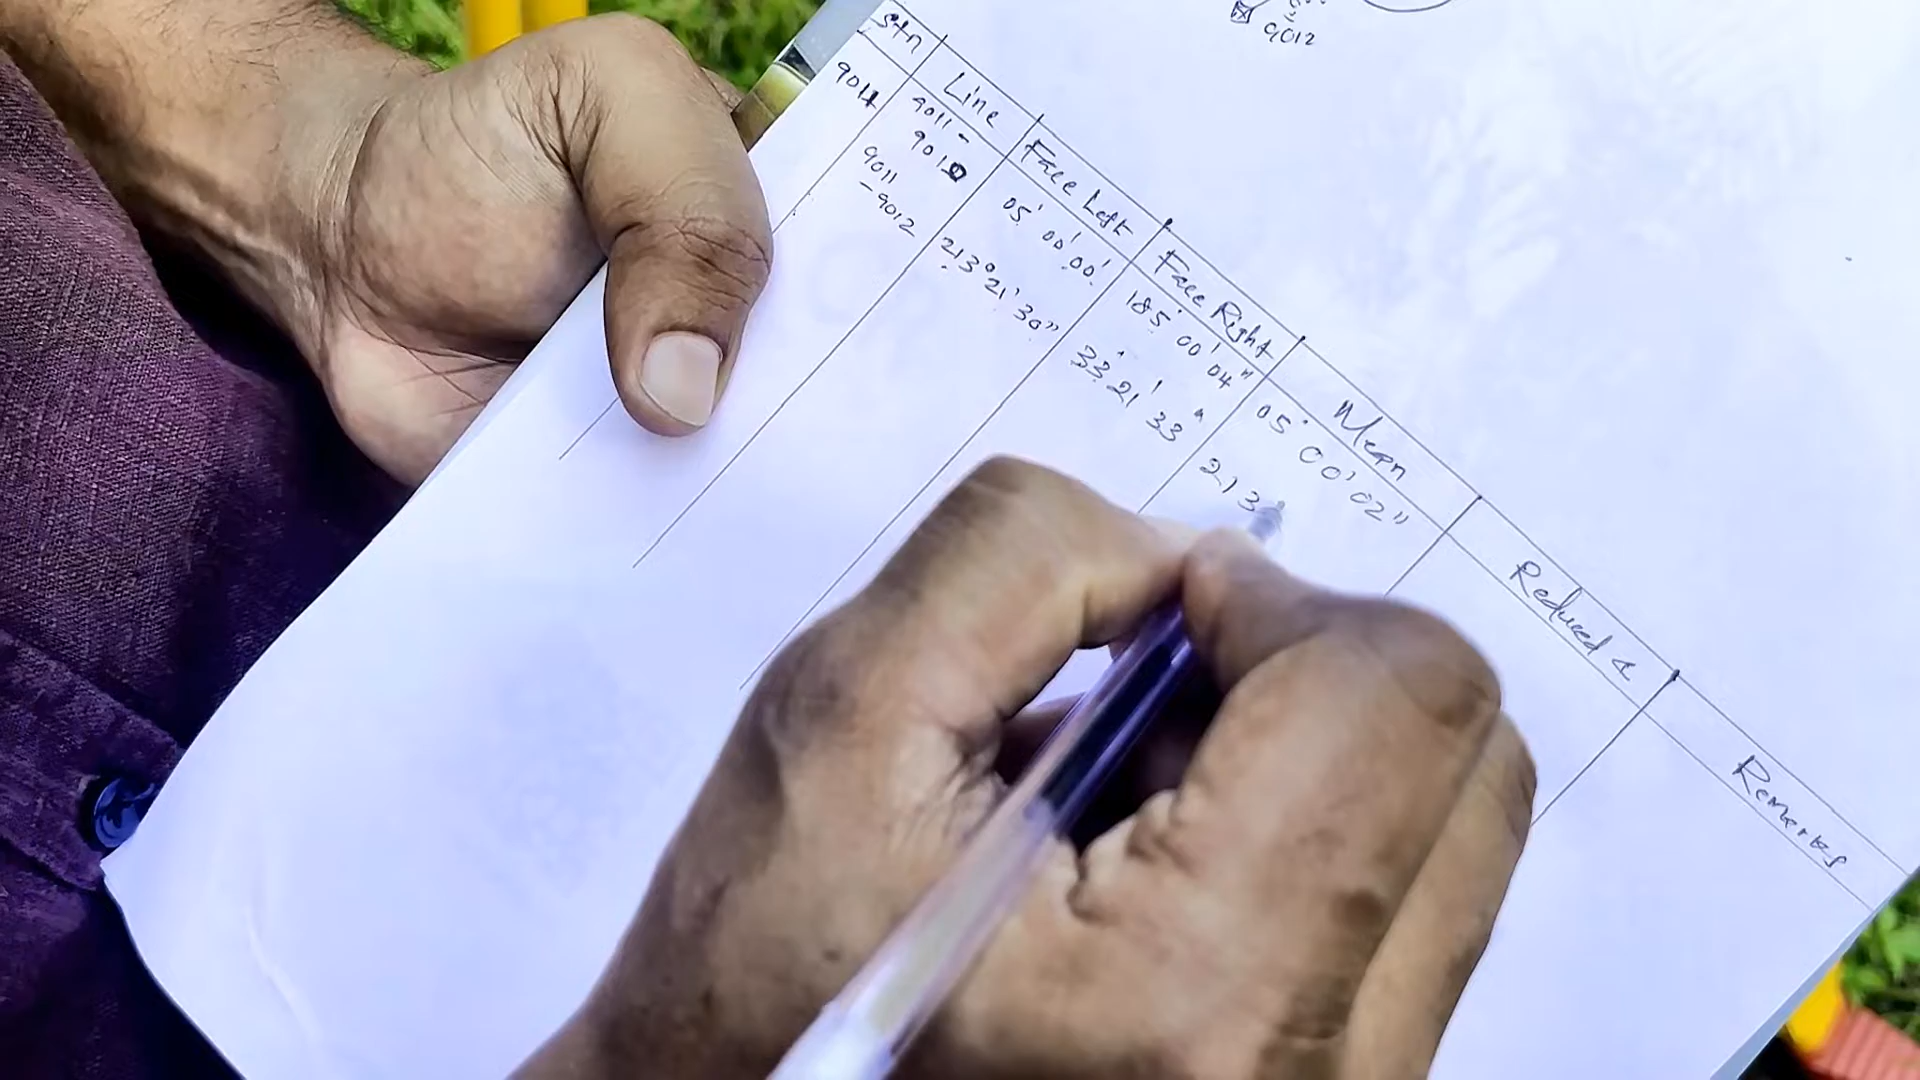 9012
Stn Line Face Left Face Right Mean Reduced ∠ Remarks
9011
9011 -
9010
05° 00' 00"
185° 00' 04"
05° 00' 02"
9011
-9012
213° 21' 30"
33° 21' 33"
213°